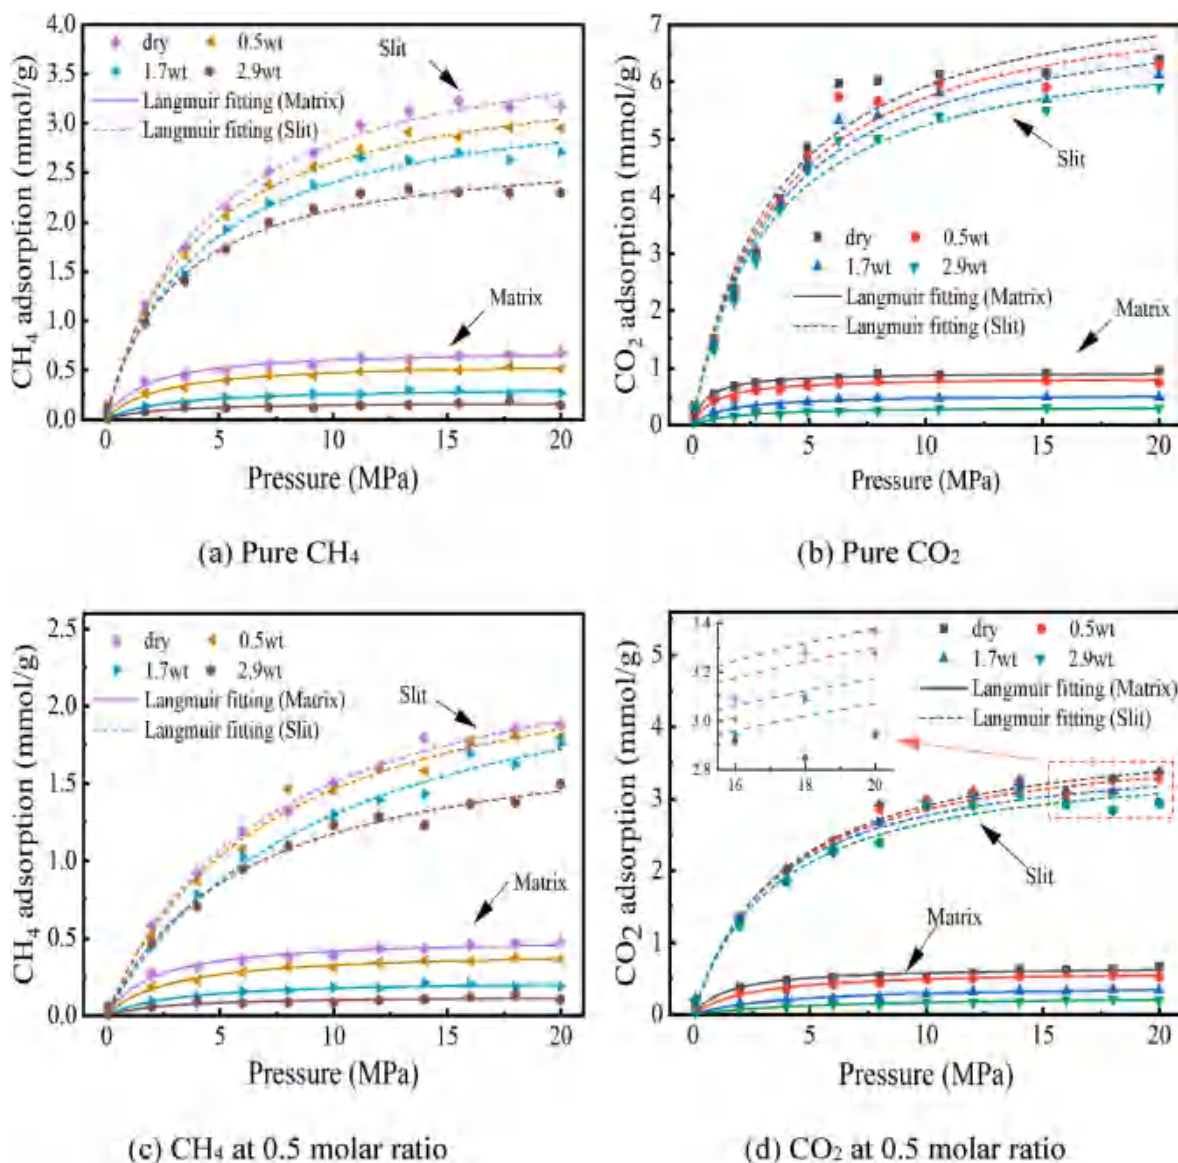 4.0
3.5
3.0
2.5
2.0
1.5
1.0
0.5
0.0
CH₄ adsorption (mmol/g)
dry 0.5wt
1.7wt 2.9wt
Langmuir fitting (Matrix)
Langmuir fitting (Slit)
Slit
Matrix
0 5 10 15 20
Pressure (MPa)
(a) Pure CH₄
7
6
5
4
3
2
1
0
CO₂ adsorption (mmol/g)
Slit
dry 0.5wt
1.7wt 2.9wt
Langmuir fitting (Matrix)
Langmuir fitting (Slit)
Matrix
0 5 10 15 20
Pressure (MPa)
(b) Pure CO₂
2.5
2.0
1.5
1.0
0.5
0.0
CH₄ adsorption (mmol/g)
dry 0.5wt
1.7wt 2.9wt
Langmuir fitting (Matrix)
Langmuir fitting (Slit)
Slit
Matrix
0 5 10 15 20
Pressure (MPa)
(c) CH₄ at 0.5 molar ratio
5
4
3
2
1
0
CO₂ adsorption (mmol/g)
3.0
2.8
16 18 20
dry 0.5wt
1.7wt 2.9wt
Langmuir fitting (Matrix)
Langmuir fitting (Slit)
Slit
Matrix
0 5 10 15 20
Pressure (MPa)
(d) CO₂ at 0.5 molar ratio